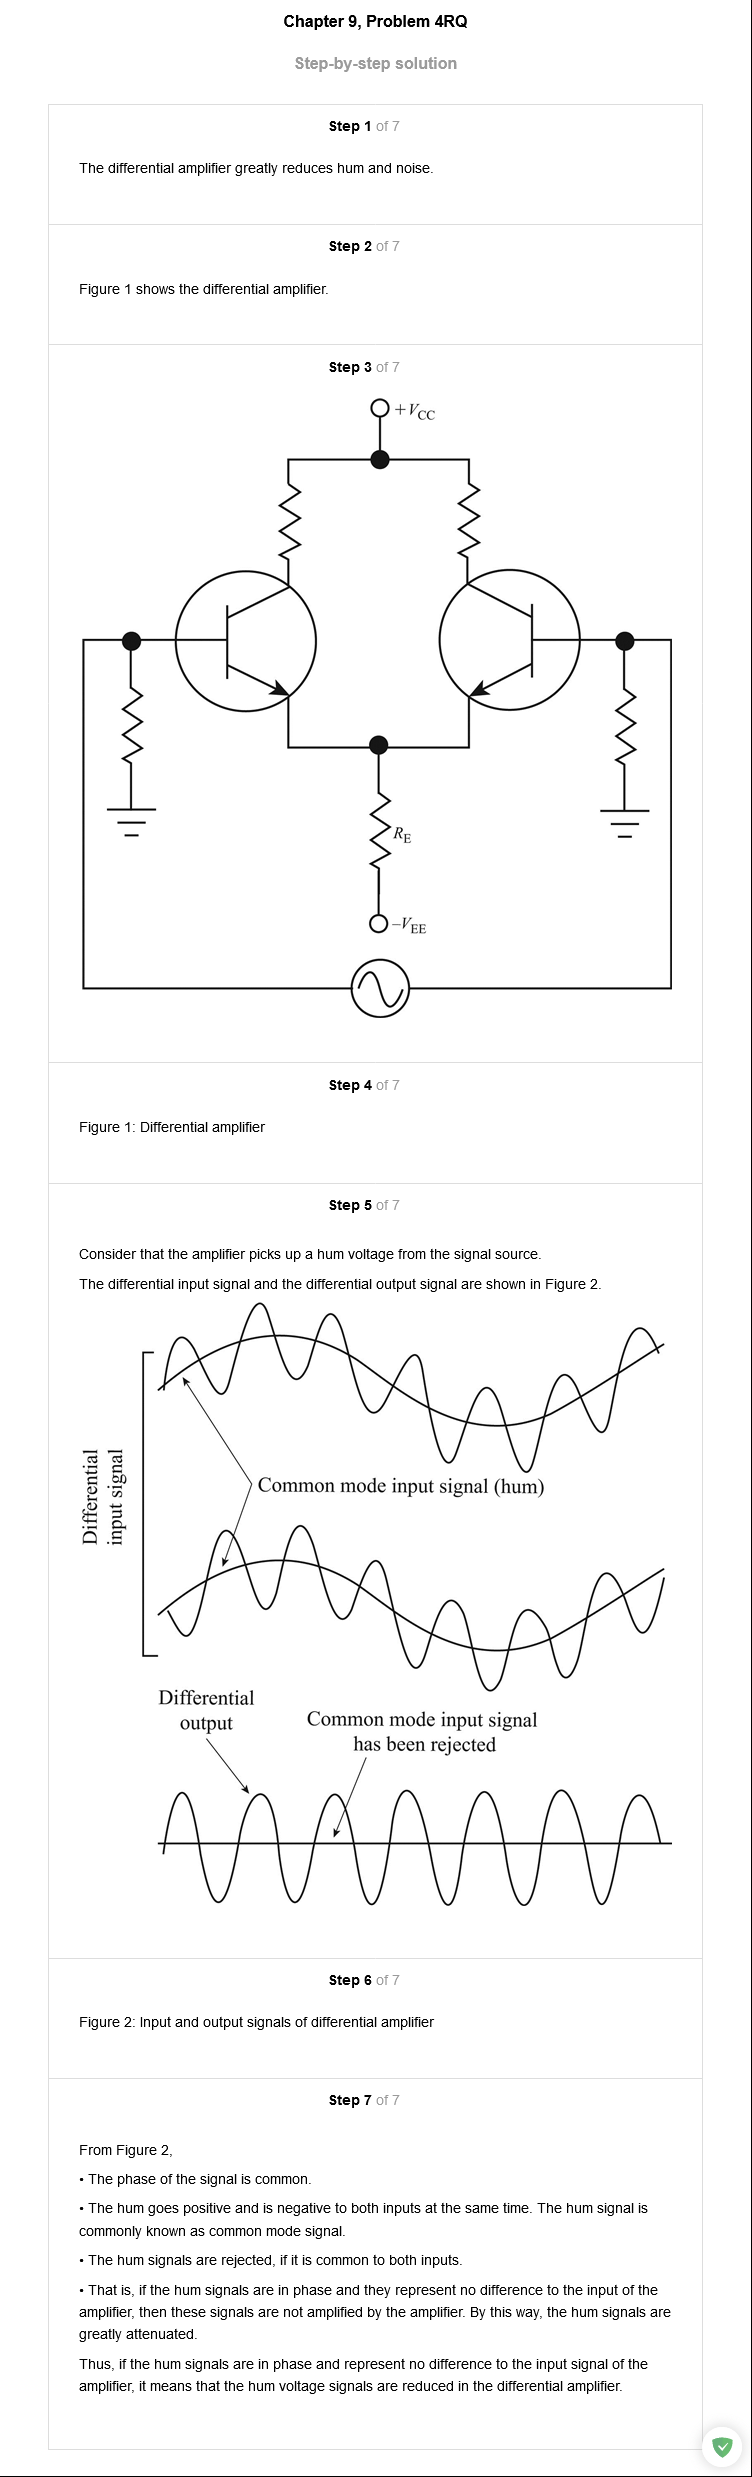 Chapter 9, Problem 4RQ
Step-by-step solution
Step 1 of 7
The differential amplifier greatly reduces hum and noise.
Step 2 of 7
Figure 1 shows the differential amplifier.
Step 3 of 7
+VCC
RE
–VEE
Step 4 of 7
Figure 1: Differential amplifier
Step 5 of 7
Consider that the amplifier picks up a hum voltage from the signal source.
The differential input signal and the differential output signal are shown in Figure 2.
Differential
input signal
Common mode input signal (hum)
Differential
output
Common mode input signal
has been rejected
Step 6 of 7
Figure 2: Input and output signals of differential amplifier
Step 7 of 7
From Figure 2,
• The phase of the signal is common.
• The hum goes positive and is negative to both inputs at the same time. The hum signal is
commonly known as common mode signal.
• The hum signals are rejected, if it is common to both inputs.
• That is, if the hum signals are in phase and they represent no difference to the input of the
amplifier, then these signals are not amplified by the amplifier. By this way, the hum signals are
greatly attenuated.
Thus, if the hum signals are in phase and represent no difference to the input signal of the
amplifier, it means that the hum voltage signals are reduced in the differential amplifier.